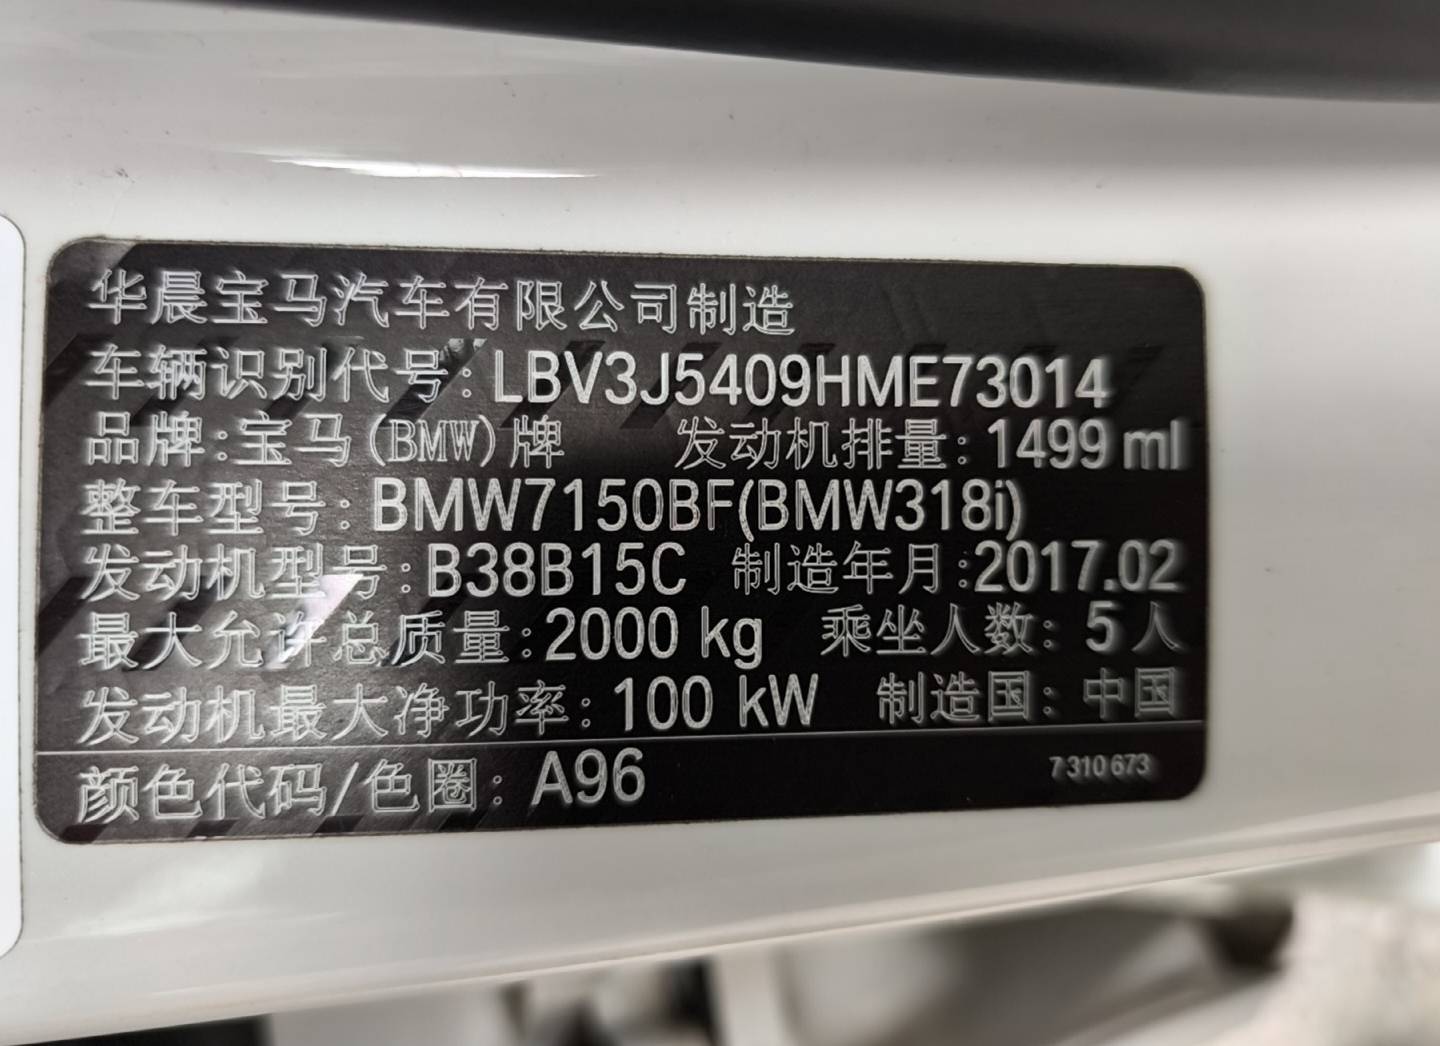 华晨宝马汽车有限公司制造
车辆识别代号:LBV3J5409HME73014
品牌:宝马(BMW)牌 发动机排量:1499 ml
整车型号:BMW7150BF(BMW318i)
发动机型号:B38B15C 制造年月:2017.02
最大允许总质量:2000 kg 乘坐人数:5人
发动机最大净功率:100 kW 制造国:中国
颜色代码/色圈:A96 7 310 673